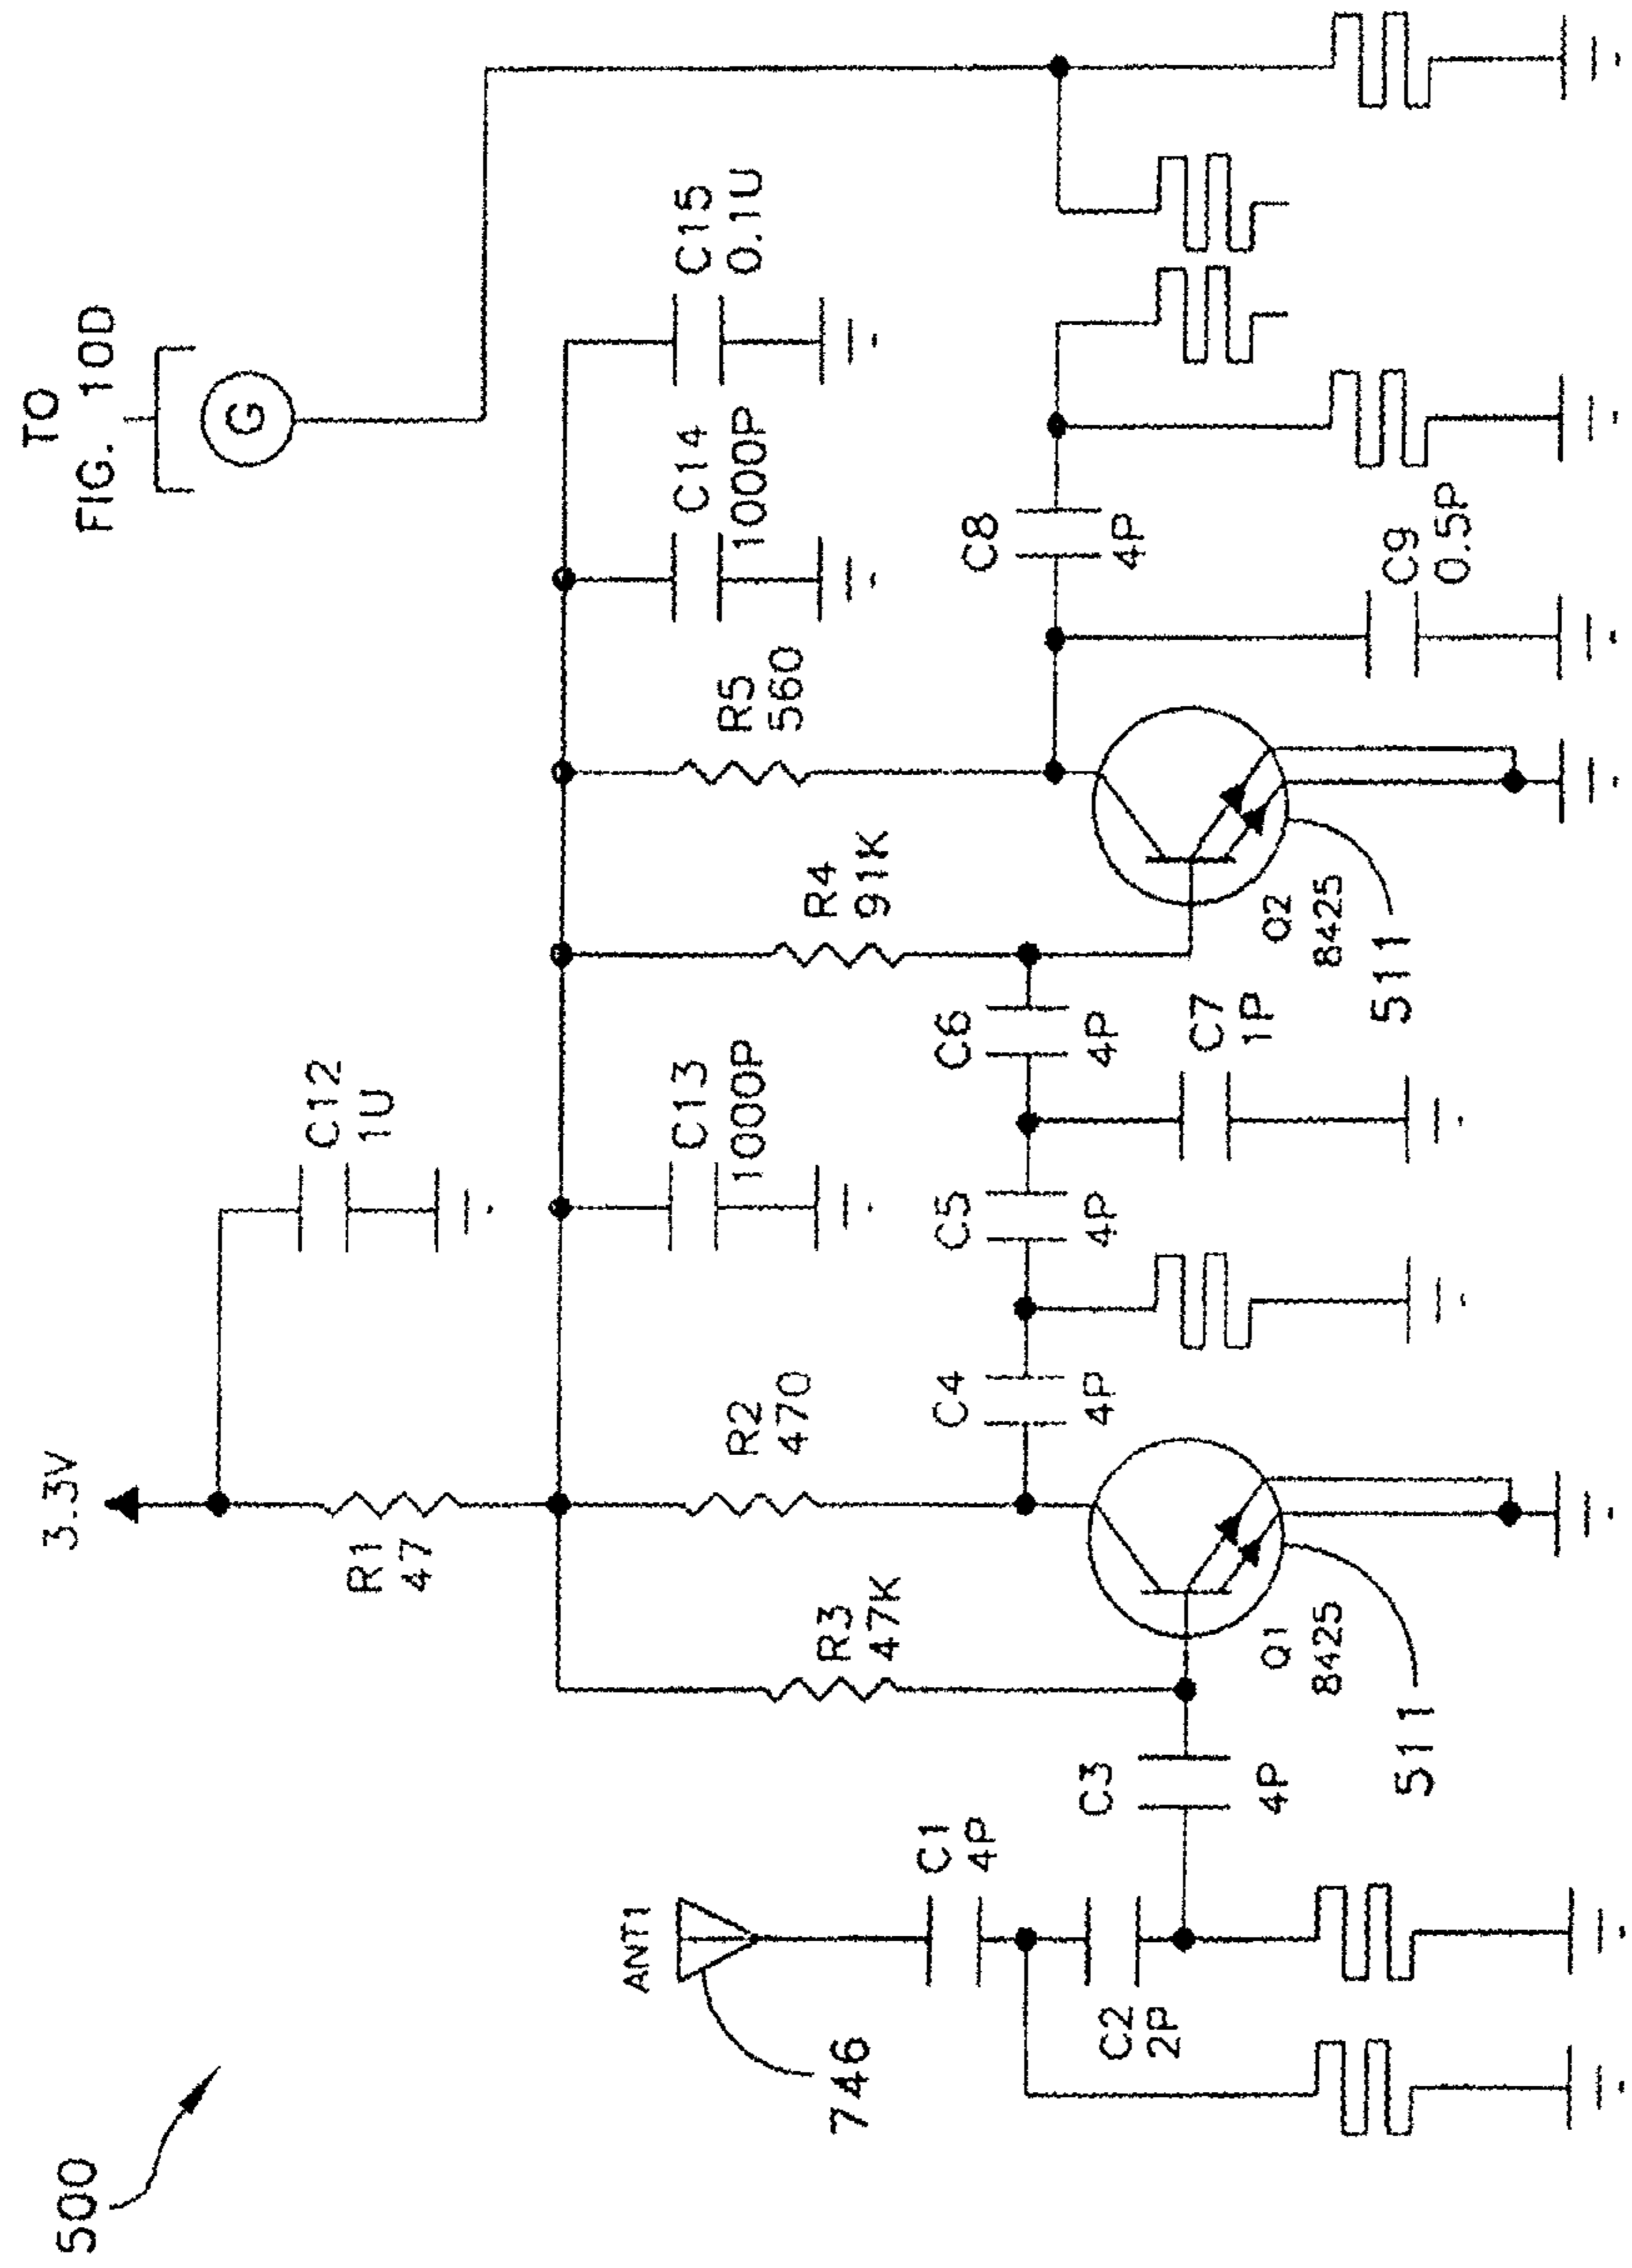 500
TO
FIG. 10D
G
3.3V
C12
1U
R1
47
C15
0.1U
C14
1000P
C13
1000P
R5
560
R4
91K
R2
470
R3
47K
C8
4P
C6
4P
C5
4P
C4
4P
C9
0.5P
C7
1P
Q2
8425
511
Q1
8425
511
C3
4P
C1
4P
C2
2P
ANT1
746